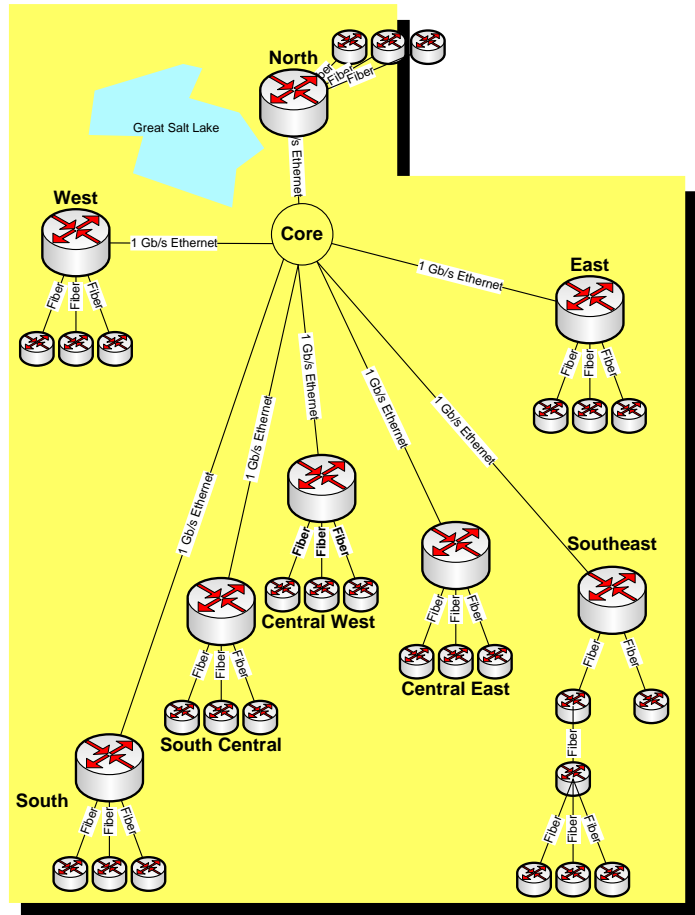 North
Fiber
Fiber
Great Salt Lake
s Ethernet
West
Core
1 Gb/s Ethernet
1 Gb/s Ethernet
East
Fiber
Fiber
Fiber
Fiber
Fiber
Fiber
1 Gb/s Ethernet
1 Gb/s Ethernet
1 Gb/s Ethernet
1 Gb/s Ethernet
1 Gb/s Ethernet
Fiber
Fiber
Fiber
Southeast
Central West
Fiber
Fiber
Fiber
Fiber
Fiber
Fiber
Fiber
Fiber
Central East
South Central
Fiber
South
Fiber
Fiber
Fiber
Fiber
Fiber
Fiber